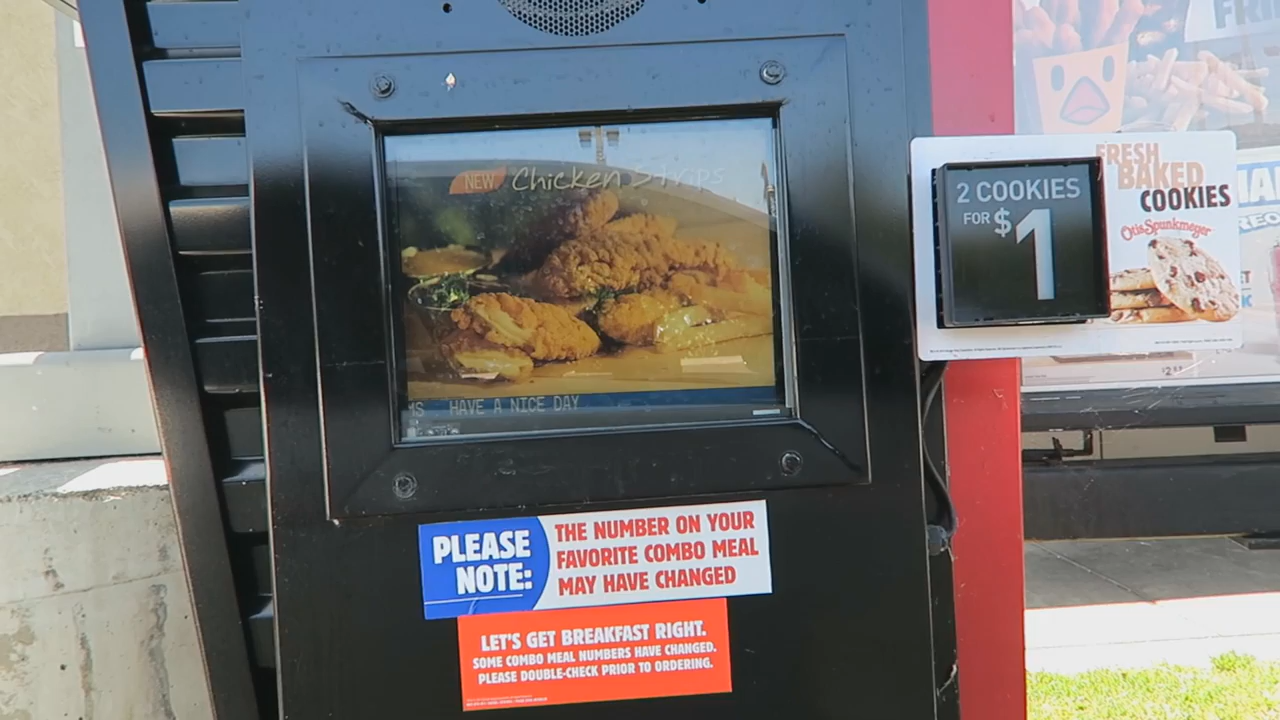 NEW Chicken Strips
HAVE A NICE DAY
PLEASE
NOTE:
THE NUMBER ON YOUR
FAVORITE COMBO MEAL
MAY HAVE CHANGED
LET'S GET BREAKFAST RIGHT.
SOME COMBO MEAL NUMBERS HAVE CHANGED.
PLEASE DOUBLE-CHECK PRIOR TO ORDERING.
2 COOKIES
FOR $1
FRESH
BAKED
COOKIES
Otis Spunkmeyer